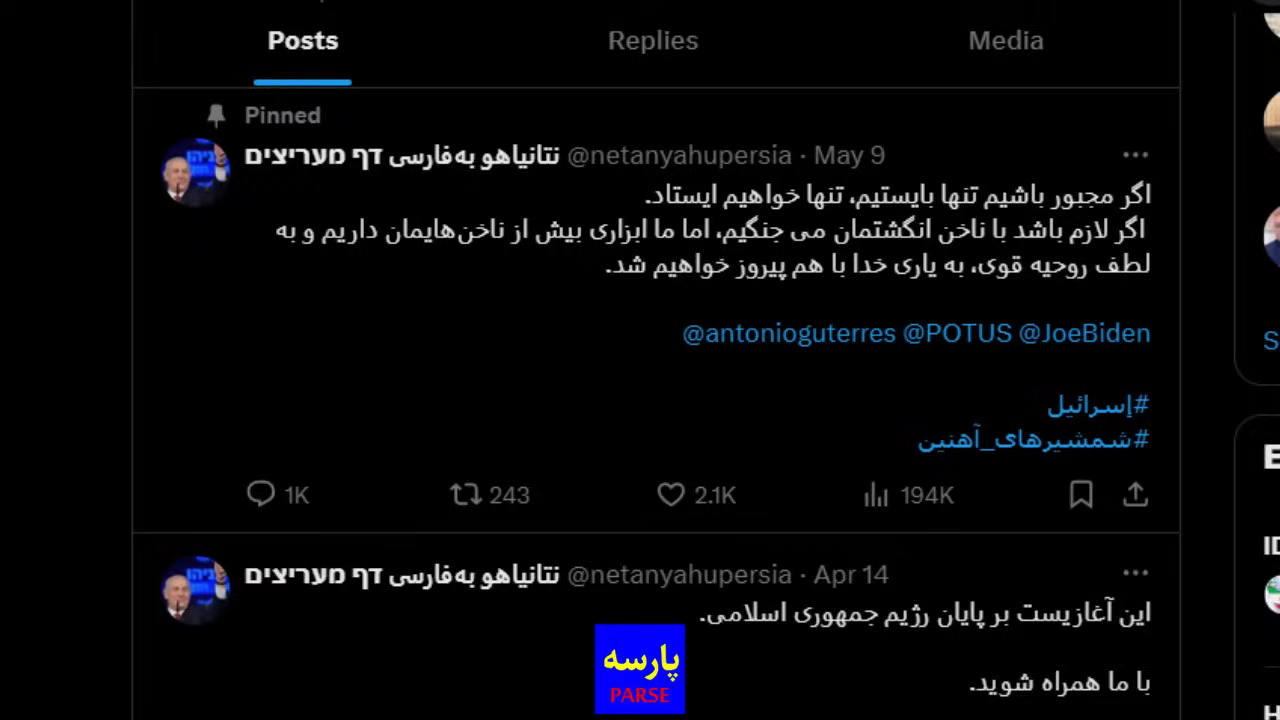 Posts
Replies
Media
Pinned
نتانیاهو به‌فارسی דף מעריצים @netanyahupersia · May 9
اگر مجبور باشیم تنها بایستیم، تنها خواهیم ایستاد.
اگر لازم باشد با ناخن انگشتمان می جنگیم، اما ما ابزاری بیش از ناخن‌هایمان داریم و به
لطف روحیه قوی، به یاری خدا با هم پیروز خواهیم شد.
@antonioguterres @POTUS @JoeBiden
#إسرائيل
#شمشیرهای_آهنین
1K
243
2.1K
194K
نتانیاهو به‌فارسی דף מעריצים @netanyahupersia · Apr 14
این آغازیست بر پایان رژیم جمهوری اسلامی.
با ما همراه شوید.
پارسه
PARSE